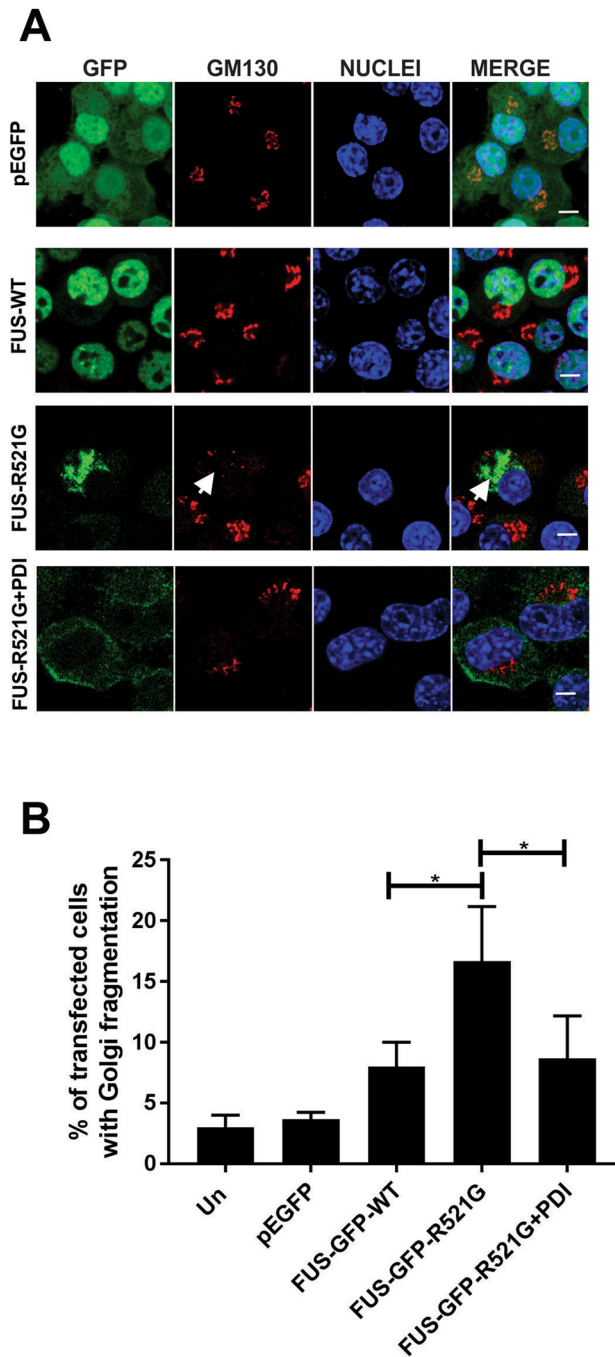 A
GFP GM130 NUCLEI MERGE
pEGFP
FUS-WT
FUS-R521G
FUS-R521G+PDI
B
% of transfected cells
with Golgi fragmentation
25
20
15
10
5
0
* *
Un
pEGFP
FUS-GFP-WT
FUS-GFP-R521G
FUS-GFP-R521G+PDI